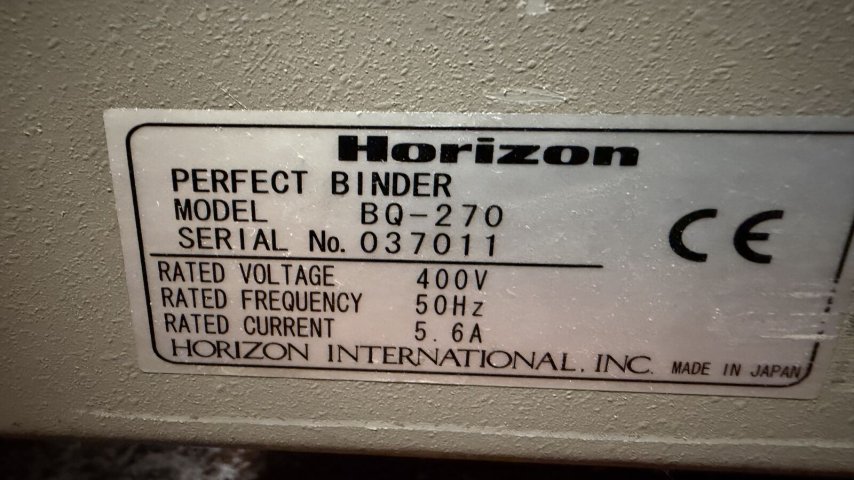 Horizon
PERFECT BINDER
MODEL BQ-270
SERIAL No. 037011
CE
RATED VOLTAGE 400V
RATED FREQUENCY 50Hz
RATED CURRENT 5.6A
HORIZON INTERNATIONAL, INC. MADE IN JAPAN